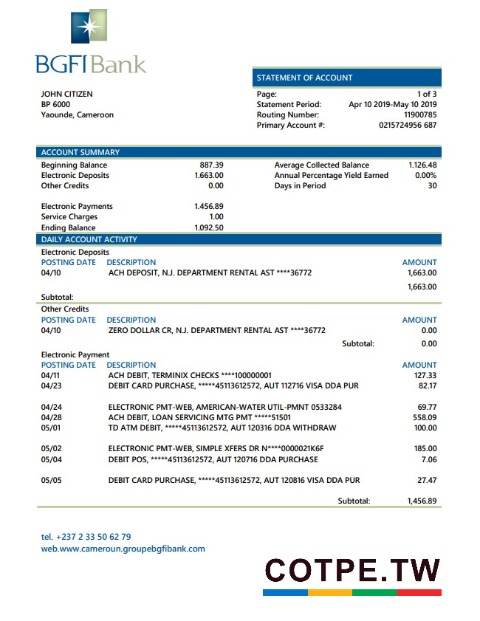 BGFIBank
STATEMENT OF ACCOUNT
JOHN CITIZEN
BP 6000
Yaounde, Cameroon
Page: 1 of 3
Statement Period: Apr 10 2019-May 10 2019
Routing Number: 11900785
Primary Account #: 0215724956 687
ACCOUNT SUMMARY
Beginning Balance 887.39 Average Collected Balance 1.126.48
Electronic Deposits 1.663.00 Annual Percentage Yield Earned 0.00%
Other Credits 0.00 Days in Period 30
Electronic Payments 1.456.89
Service Charges 1.00
Ending Balance 1.092.50
DAILY ACCOUNT ACTIVITY
Electronic Deposits
POSTING DATE DESCRIPTION AMOUNT
04/10 ACH DEPOSIT, N.J. DEPARTMENT RENTAL AST ****36772 1,663.00
1,663.00
Subtotal:
Other Credits
POSTING DATE DESCRIPTION AMOUNT
04/10 ZERO DOLLAR CR, N.J. DEPARTMENT RENTAL AST ****36772 0.00
Subtotal: 0.00
Electronic Payment
POSTING DATE DESCRIPTION AMOUNT
04/11 ACH DEBIT, TERMINIX CHECKS ****100000001 127.33
04/23 DEBIT CARD PURCHASE, *****45113612572, AUT 112716 VISA DDA PUR 82.17
04/24 ELECTRONIC PMT-WEB, AMERICAN-WATER UTIL-PMNT 0533284 69.77
04/28 ACH DEBIT, LOAN SERVICING MTG PMT *****51501 558.09
05/01 TD ATM DEBIT, *****45113612572, AUT 120316 DDA WITHDRAW 100.00
05/02 ELECTRONIC PMT-WEB, SIMPLE XFERS DR N****0000021K6F 185.00
05/04 DEBIT POS, *****45113612572, AUT 120716 DDA PURCHASE 7.06
05/05 DEBIT CARD PURCHASE, *****45113612572, AUT 120816 VISA DDA PUR 27.47
Subtotal: 1,456.89
tel. +237 2 33 50 62 79
web.www.cameroun.groupebgfibank.com
COTPE.TW